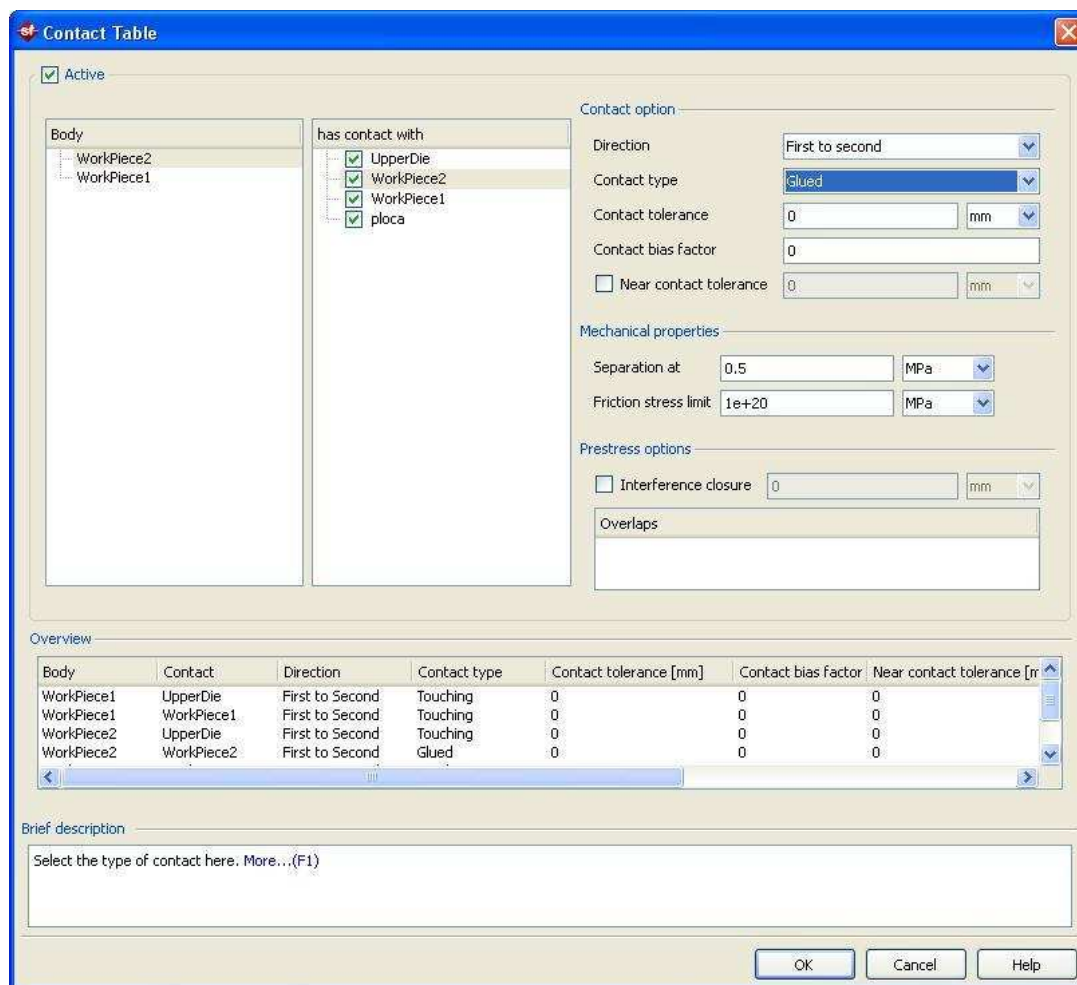 Contact Table
Active
Body
WorkPiece2
WorkPiece1
has contact with
UpperDie
WorkPiece2
WorkPiece1
ploca
Contact option
Direction First to second
Contact type Glued
Contact tolerance 0 mm
Contact bias factor 0
Near contact tolerance 0 mm
Mechanical properties
Separation at 0.5 MPa
Friction stress limit 1e+20 MPa
Prestress options
Interference closure 0 mm
Overlaps
Overview
Body Contact Direction Contact type Contact tolerance [mm] Contact bias factor Near contact tolerance [m
WorkPiece1 UpperDie First to Second Touching 0 0 0
WorkPiece1 WorkPiece1 First to Second Touching 0 0 0
WorkPiece2 UpperDie First to Second Touching 0 0 0
WorkPiece2 WorkPiece2 First to Second Glued 0 0 0
Brief description
Select the type of contact here. More...(F1)
OK Cancel Help